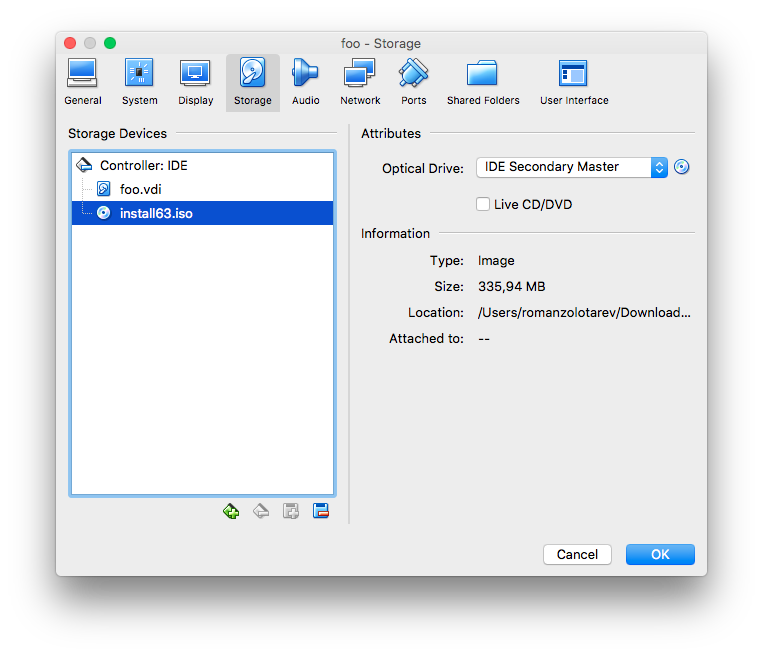 foo - Storage
General
System
Display
Storage
Audio
Network
Ports
Shared Folders
User Interface
Storage Devices
Controller: IDE
foo.vdi
install63.iso
Attributes
Optical Drive: IDE Secondary Master
Live CD/DVD
Information
Type: Image
Size: 335,94 MB
Location: /Users/romanzolotarev/Download...
Attached to: --
Cancel
OK